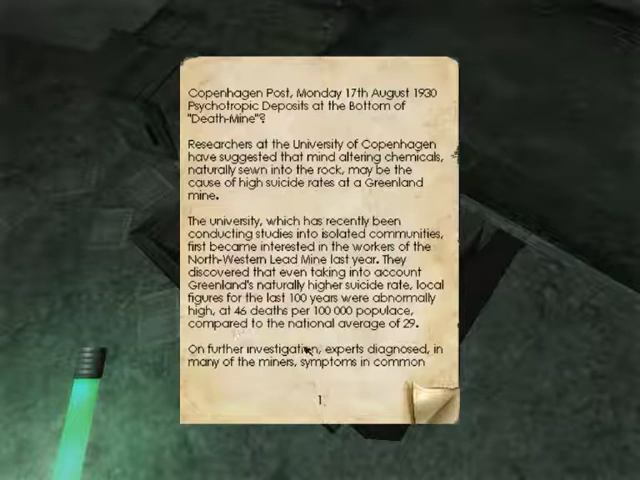 Copenhagen Post, Monday 17th August 1930
Psychotropic Deposits at the Bottom of
"Death-Mine"?
Researchers at the University of Copenhagen
have suggested that mind altering chemicals,
naturally sewn into the rock, may be the
cause of high suicide rates at a Greenland
mine.
The university, which has recently been
conducting studies into isolated communities,
first became interested in the workers of the
North-Western Lead Mine last year. They
discovered that even taking into account
Greenland's naturally higher suicide rate, local
figures for the last 100 years were abnormally
high, at 46 deaths per 100 000 populace,
compared to the national average of 29.
On further investigation, experts diagnosed, in
many of the miners, symptoms in common
1.